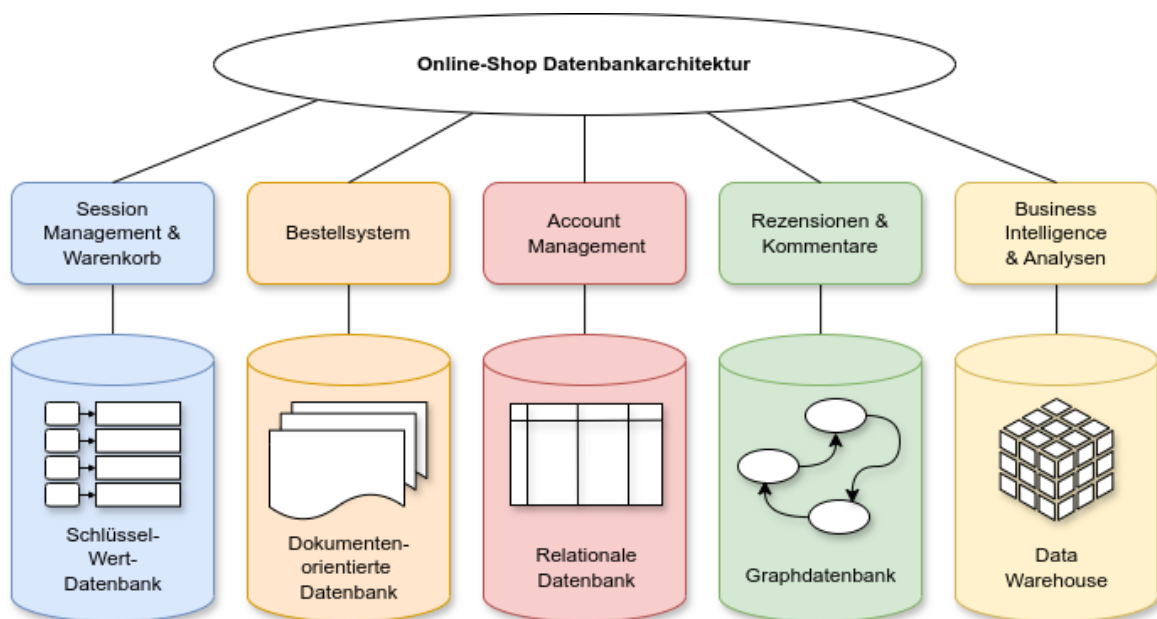 Online-Shop Datenbankarchitektur
Session
Management &
Warenkorb
Bestellsystem
Account
Management
Rezensionen &
Kommentare
Business
Intelligence
& Analysen
Schlüssel-
Wert-
Datenbank
Dokumenten-
orientierte
Datenbank
Relationale
Datenbank
Graphdatenbank
Data
Warehouse